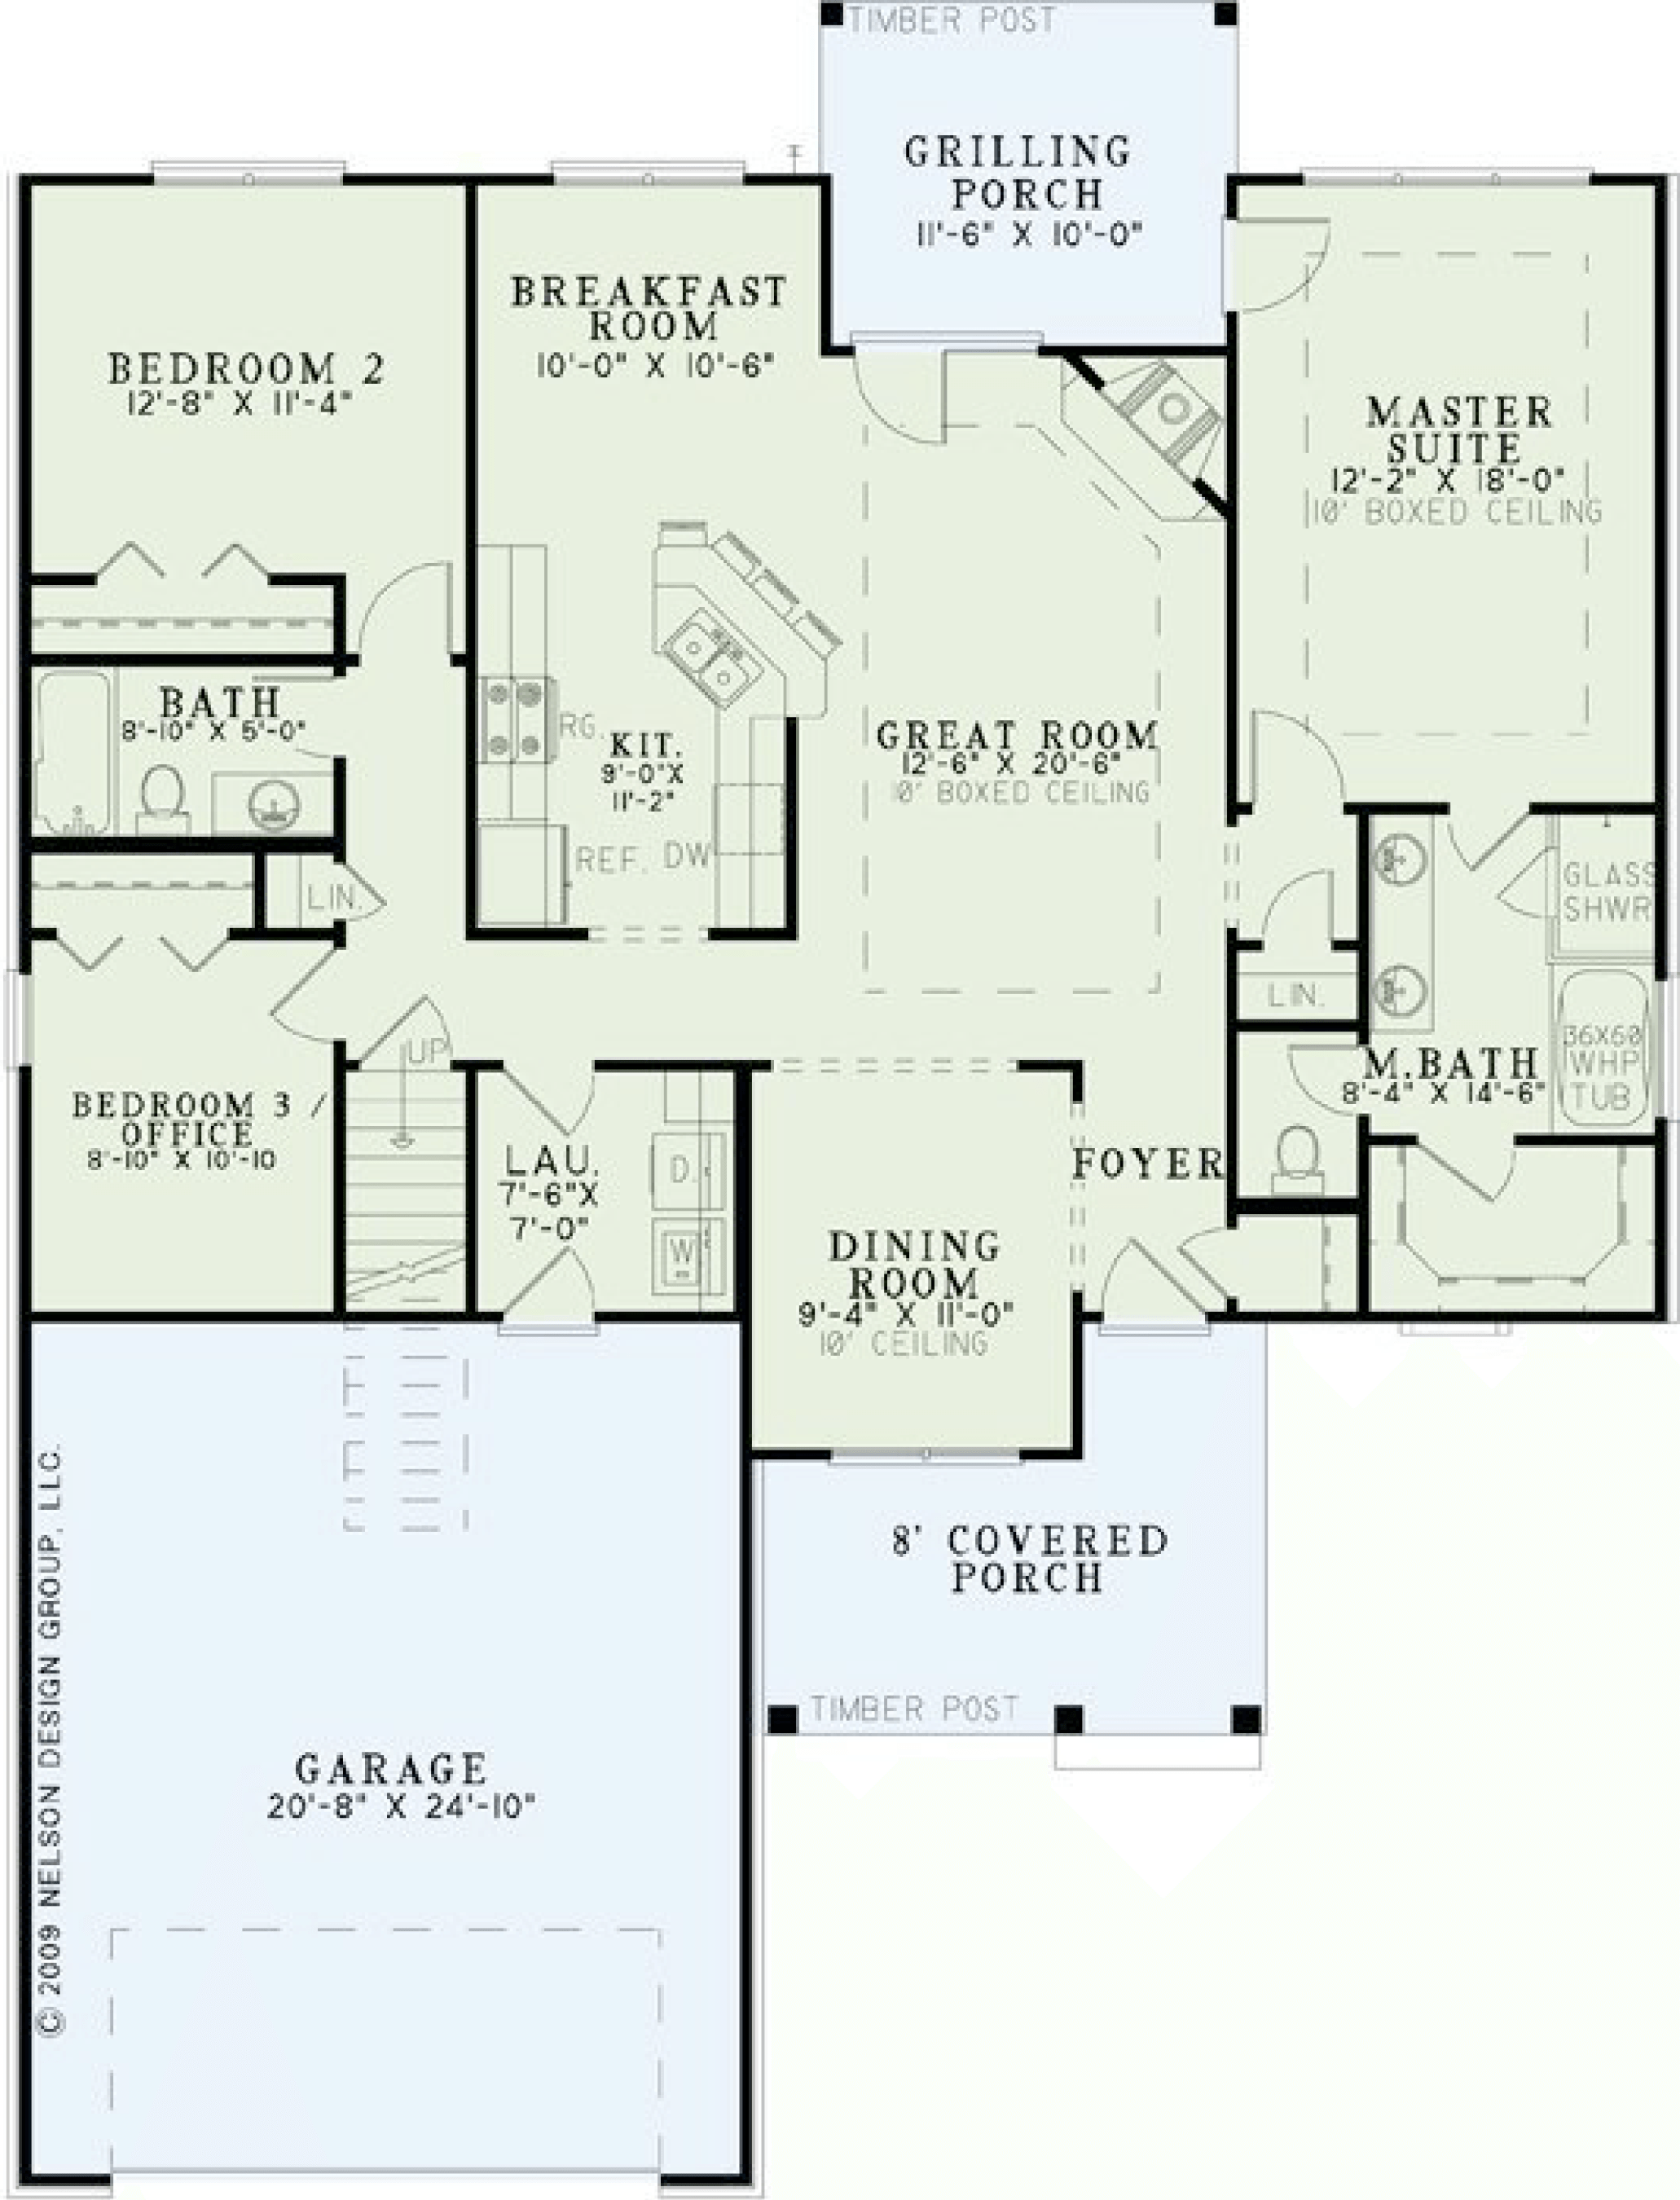 TIMBER POST
GRILLING
PORCH
11'-6" X 10'-0"
BREAKFAST
ROOM
10'-0" X 10'-6"
BEDROOM 2
12'-8" X 11'-4"
MASTER
SUITE
12'-2" X 18'-0"
10' BOXED CEILING
BATH
8'-10" X 5'-0"
RG.
KIT.
9'-0"X
11'-2"
REF.
DW
GREAT ROOM
12'-6" X 20'-6"
10' BOXED CEILING
GLASS
SHWR
LIN.
LIN.
UP
36X60
WHP
TUB
M.BATH
8'-4" X 14'-6"
BEDROOM 3 /
OFFICE
8'-10" X 10'-10
LAU.
7'-6"X
7'-0"
D.
W
FOYER
DINING
ROOM
9'-4" X 11'-0"
10' CEILING
8' COVERED
PORCH
TIMBER POST
GARAGE
20'-8" X 24'-10"
© 2009 NELSON DESIGN GROUP, LLC.